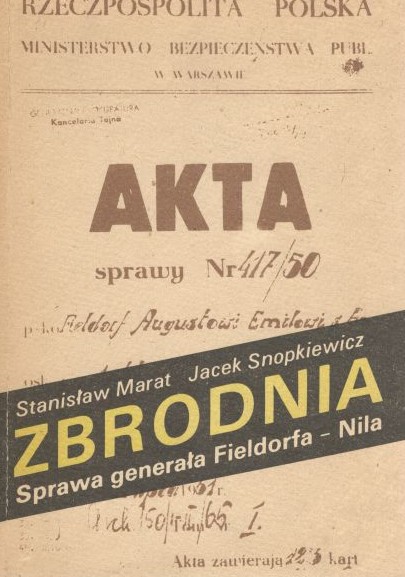 RZECZPOSPOLITA POLSKA
MINISTERSTWO BEZPIECZEŃSTWA PUBL.
W WARSZAWIE
Kancelaria Tajna
AKTA
sprawy Nr 417/50
Fieldorf Augustowi Emilowi
Stanisław Marat Jacek Snopkiewicz
ZBRODNIA
Sprawa generała Fieldorfa - Nila
I.
Akta zawierają kart